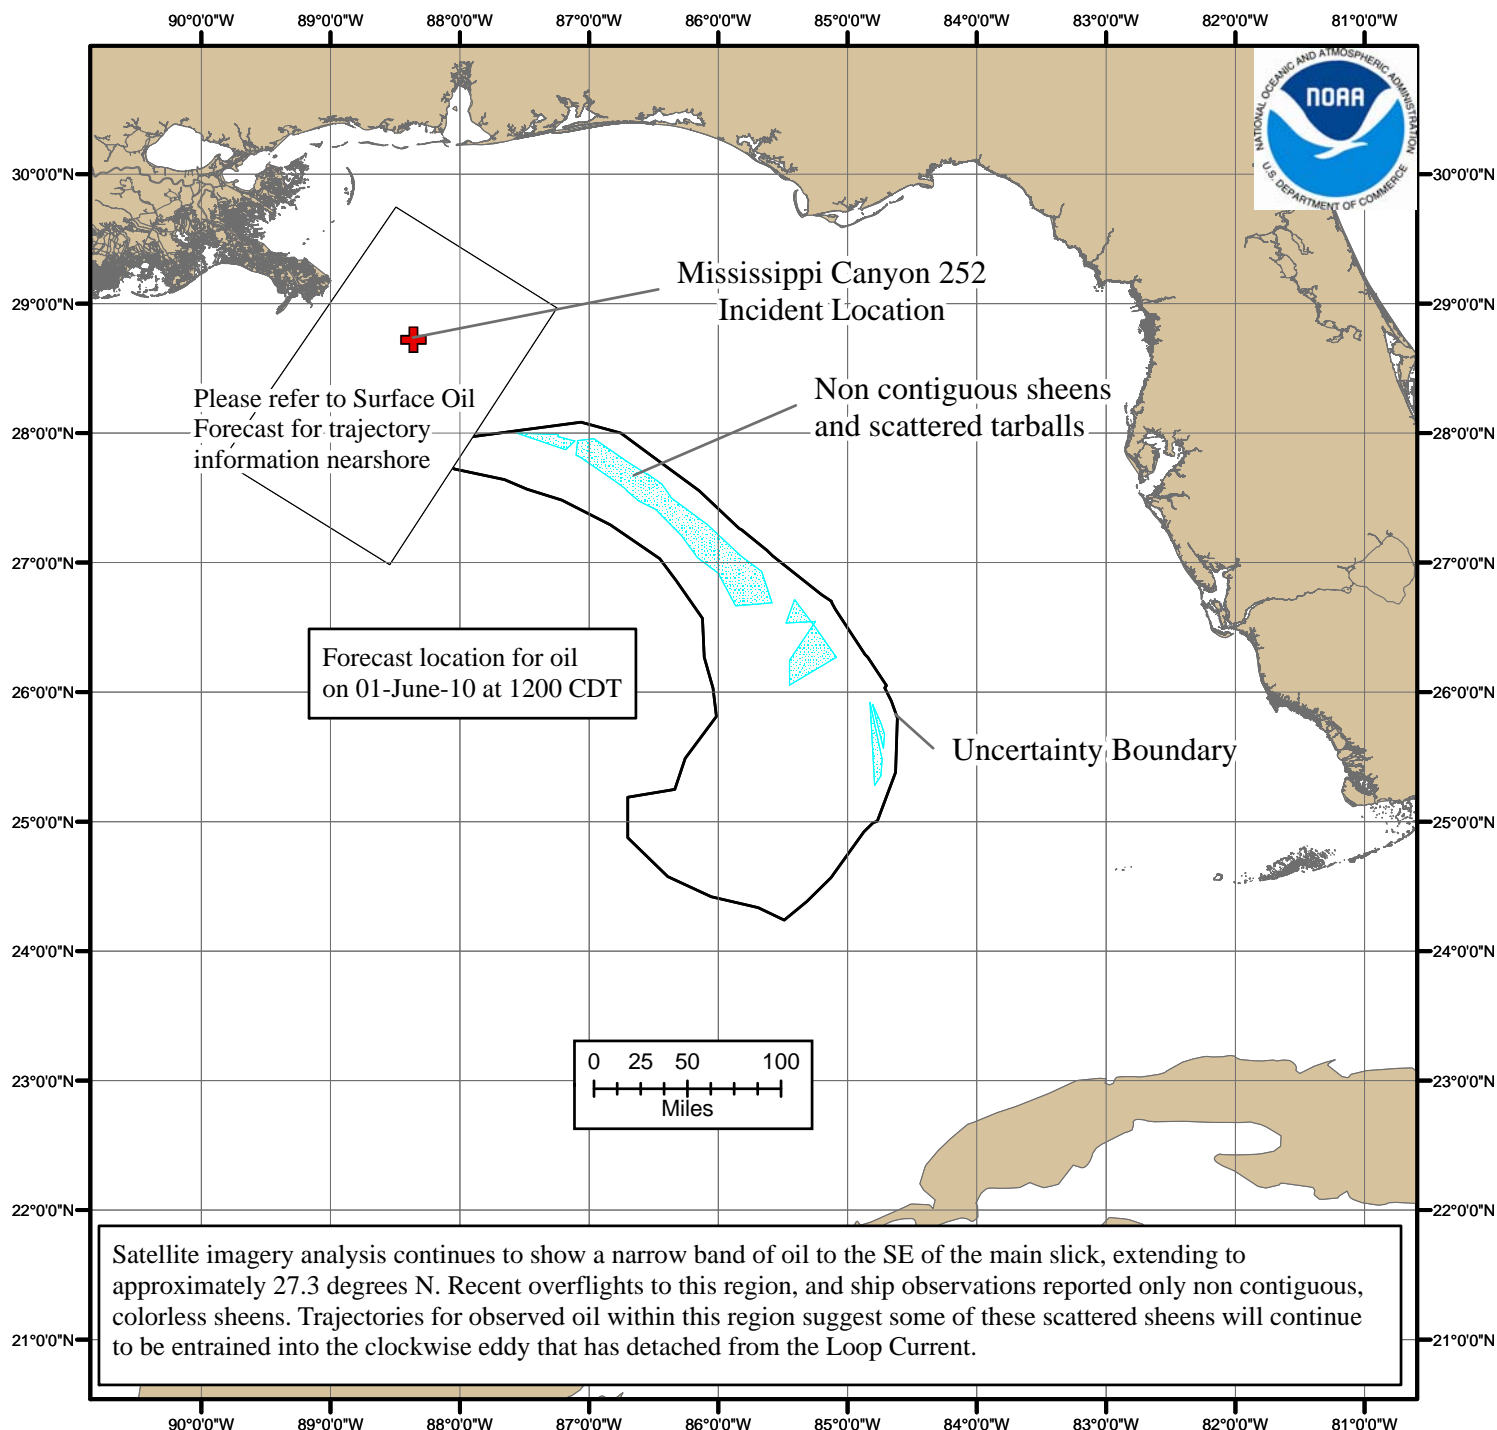 90°0'0"W 89°0'0"W 88°0'0"W 87°0'0"W 86°0'0"W 85°0'0"W 84°0'0"W 83°0'0"W 82°0'0"W 81°0'0"W
NATIONAL OCEANIC AND ATMOSPHERIC ADMINISTRATION
NOAA
U.S. DEPARTMENT OF COMMERCE
30°0'0"N 30°0'0"N
Mississippi Canyon 252
Incident Location
29°0'0"N 29°0'0"N
Non contiguous sheens
and scattered tarballs
Please refer to Surface Oil
Forecast for trajectory
information nearshore
28°0'0"N 28°0'0"N
27°0'0"N 27°0'0"N
Forecast location for oil
on 01-June-10 at 1200 CDT
26°0'0"N 26°0'0"N
Uncertainty Boundary
25°0'0"N 25°0'0"N
24°0'0"N 24°0'0"N
0 25 50 100
Miles
23°0'0"N 23°0'0"N
22°0'0"N 22°0'0"N
Satellite imagery analysis continues to show a narrow band of oil to the SE of the main slick, extending to
approximately 27.3 degrees N. Recent overflights to this region, and ship observations reported only non contiguous,
colorless sheens. Trajectories for observed oil within this region suggest some of these scattered sheens will continue
to be entrained into the clockwise eddy that has detached from the Loop Current.
21°0'0"N 21°0'0"N
90°0'0"W 89°0'0"W 88°0'0"W 87°0'0"W 86°0'0"W 85°0'0"W 84°0'0"W 83°0'0"W 82°0'0"W 81°0'0"W